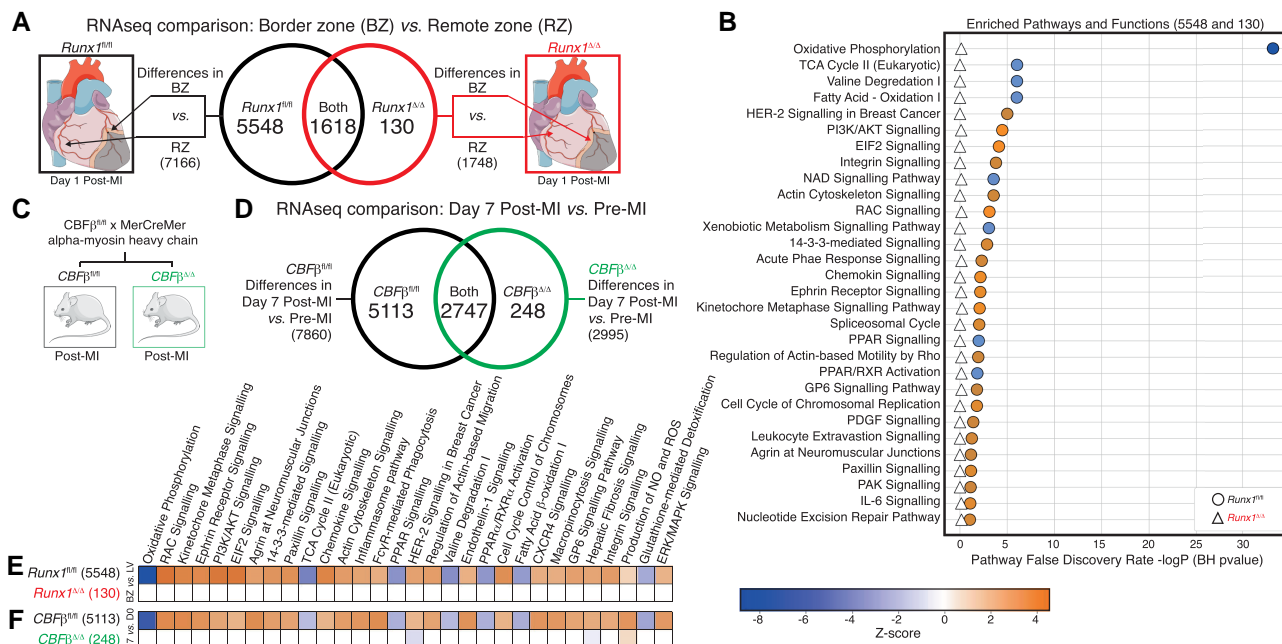 A
RNAseq comparison: Border zone (BZ) vs. Remote zone (RZ)
Runx1fl/fl
Day 1 Post-MI
Differences in
BZ
vs.
RZ
(7166)
Runx1fl/fl
5548
Both
1618
Runx1Δ/Δ
130
Differences in
BZ
vs.
RZ
(1748)
Runx1Δ/Δ
Day 1 Post-MI
B
Enriched Pathways and Functions (5548 and 130)
Oxidative Phosphorylation
TCA Cycle II (Eukaryotic)
Valine Degredation I
Fatty Acid - Oxidation I
HER-2 Signalling in Breast Cancer
PI3K/AKT Signalling
EIF2 Signalling
Integrin Signalling
NAD Signalling Pathway
Actin Cytoskeleton Signalling
RAC Signalling
Xenobiotic Metabolism Signalling Pathway
14-3-3-mediated Signalling
Acute Phae Response Signalling
Chemokin Signalling
Ephrin Receptor Signalling
Kinetochore Metaphase Signalling Pathway
Spliceosomal Cycle
PPAR Signalling
Regulation of Actin-based Motility by Rho
PPAR/RXR Activation
GP6 Signalling Pathway
Cell Cycle of Chromosomal Replication
PDGF Signalling
Leukocyte Extravastion Signalling
Agrin at Neuromuscular Junctions
Paxillin Signalling
PAK Signalling
IL-6 Signalling
Nucleotide Excision Repair Pathway
Runx1fl/fl
Runx1Δ/Δ
0 5 10 15 20 25 30
Pathway False Discovery Rate -logP (BH pvalue)
-8 -6 -4 -2 0 2 4
Z-score
C
CBFβfl/fl x MerCreMer
alpha-myosin heavy chain
CBFβfl/fl
CBFβΔ/Δ
Post-MI
Post-MI
D
RNAseq comparison: Day 7 Post-MI vs. Pre-MI
CBFβfl/fl
Differences in
Day 7 Post-MI
vs. Pre-MI
(7860)
CBFβfl/fl
5113
Both
2747
CBFβΔ/Δ
248
CBFβΔ/Δ
Differences in
Day 7 Post-MI
vs. Pre-MI
(2995)
Oxidative Phosphorylation
RAC Signalling
Kinetochore Metaphase Signalling
Ephrin Receptor Signalling
PI3K/AKT Signalling
EIF2 Signalling
Agrin at Neuromuscular Junctions
14-3-3-mediated Signalling
Paxillin Signalling
TCA Cycle II (Eukaryotic)
Chemokine Signalling
Actin Cytoskeleton Signalling
Inflammasome pathway
FcγR-mediated Phagocytosis
PPAR Signalling
HER-2 Signalling in Breast Cancer
Regulation of Actin-based Migration
Valine Degradation I
Endothelin-1 Signalling
PPARα/RXRα Activation
Cell Cycle Control of Chromosomes
Fatty Acid β-oxidation I
CXCR4 Signalling
Macropinocytosis Signalling
GP6 Signalling Pathway
Hepatic Fibrosis Signalling
Integrin Signalling
Production of NO and ROS
Glutathione-mediated Detoxification
ERK/MAPK Signalling
E
Runx1fl/fl (5548)
Runx1Δ/Δ (130)
BZ vs. LV
F
CBFβfl/fl (5113)
CBFβΔ/Δ (248)
7 vs. D0